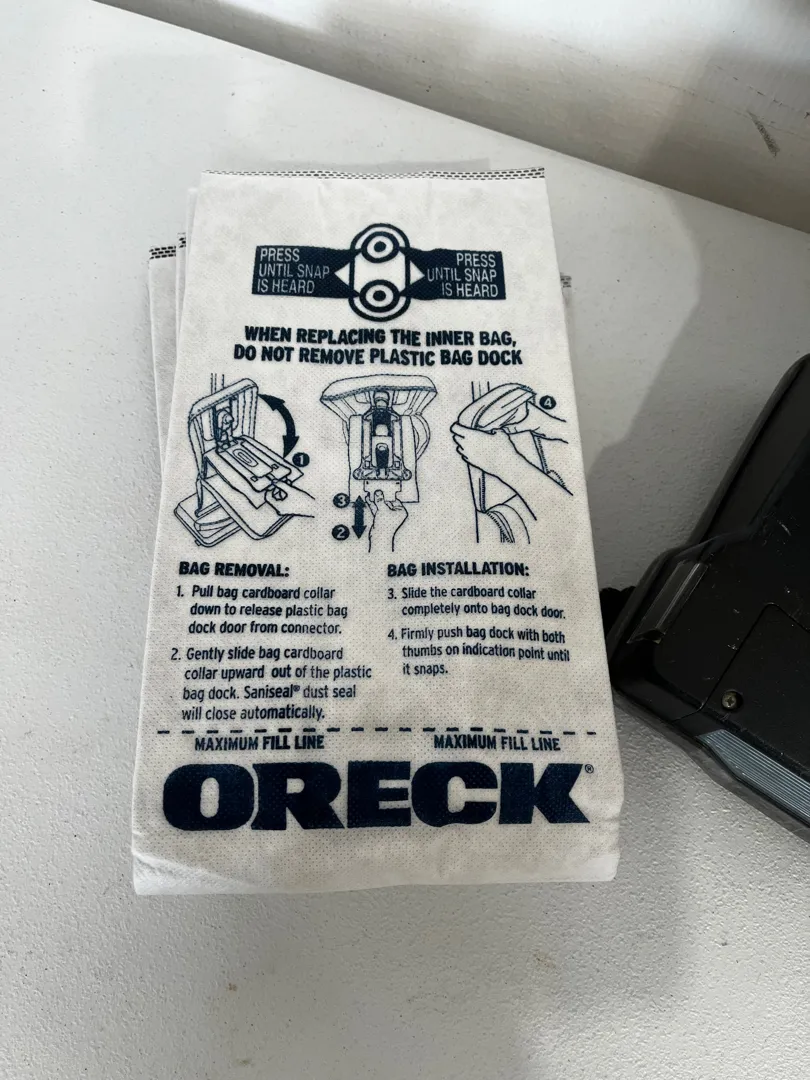 PRESS
UNTIL SNAP
IS HEARD
PRESS
UNTIL SNAP
IS HEARD
WHEN REPLACING THE INNER BAG,
DO NOT REMOVE PLASTIC BAG DOCK
1
3
2
4
BAG REMOVAL:
1. Pull bag cardboard collar
down to release plastic bag
dock door from connector.
2. Gently slide bag cardboard
collar upward out of the plastic
bag dock. Saniseal® dust seal
will close automatically.
BAG INSTALLATION:
3. Slide the cardboard collar
completely onto bag dock door.
4. Firmly push bag dock with both
thumbs on indication point until
it snaps.
MAXIMUM FILL LINE
MAXIMUM FILL LINE
ORECK®